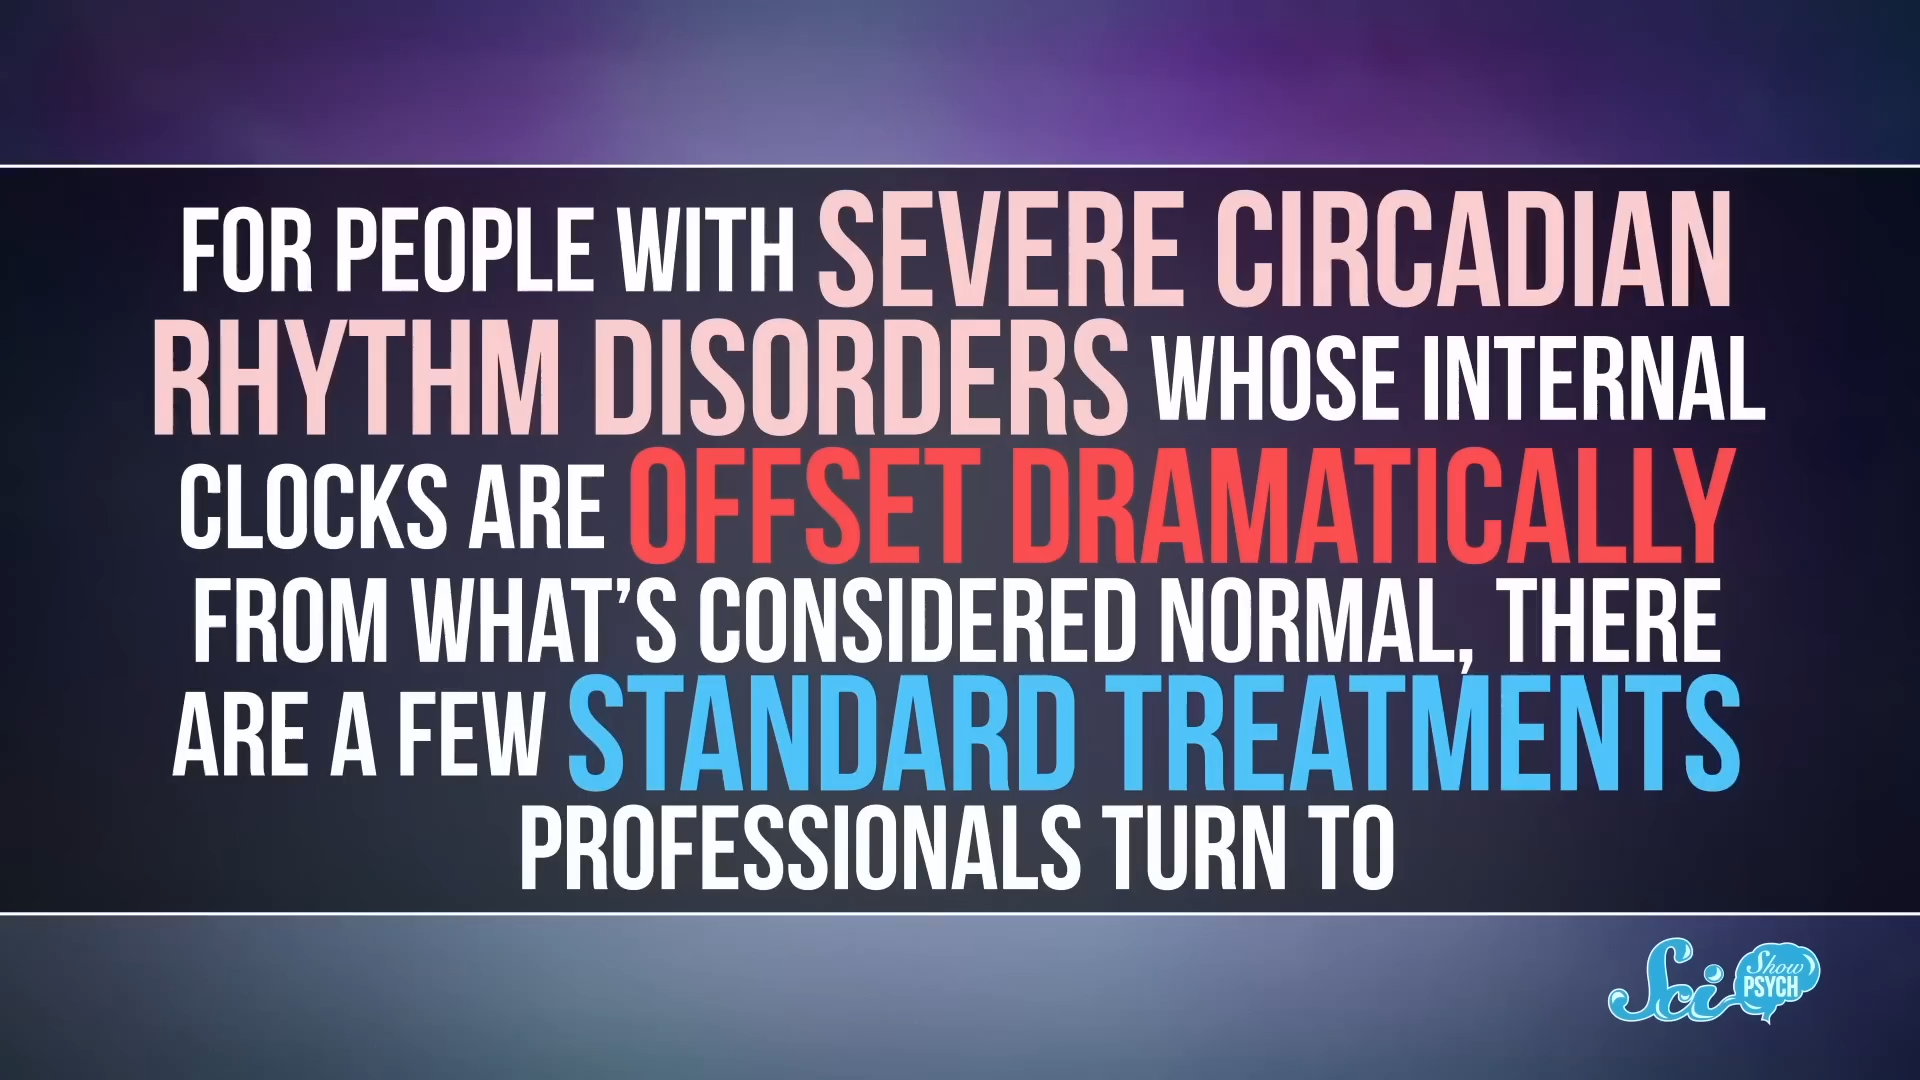 FOR PEOPLE WITH SEVERE CIRCADIAN
RHYTHM DISORDERS WHOSE INTERNAL
CLOCKS ARE OFFSET DRAMATICALLY
FROM WHAT’S CONSIDERED NORMAL, THERE
ARE A FEW STANDARD TREATMENTS
PROFESSIONALS TURN TO
Sci Show
PSYCH